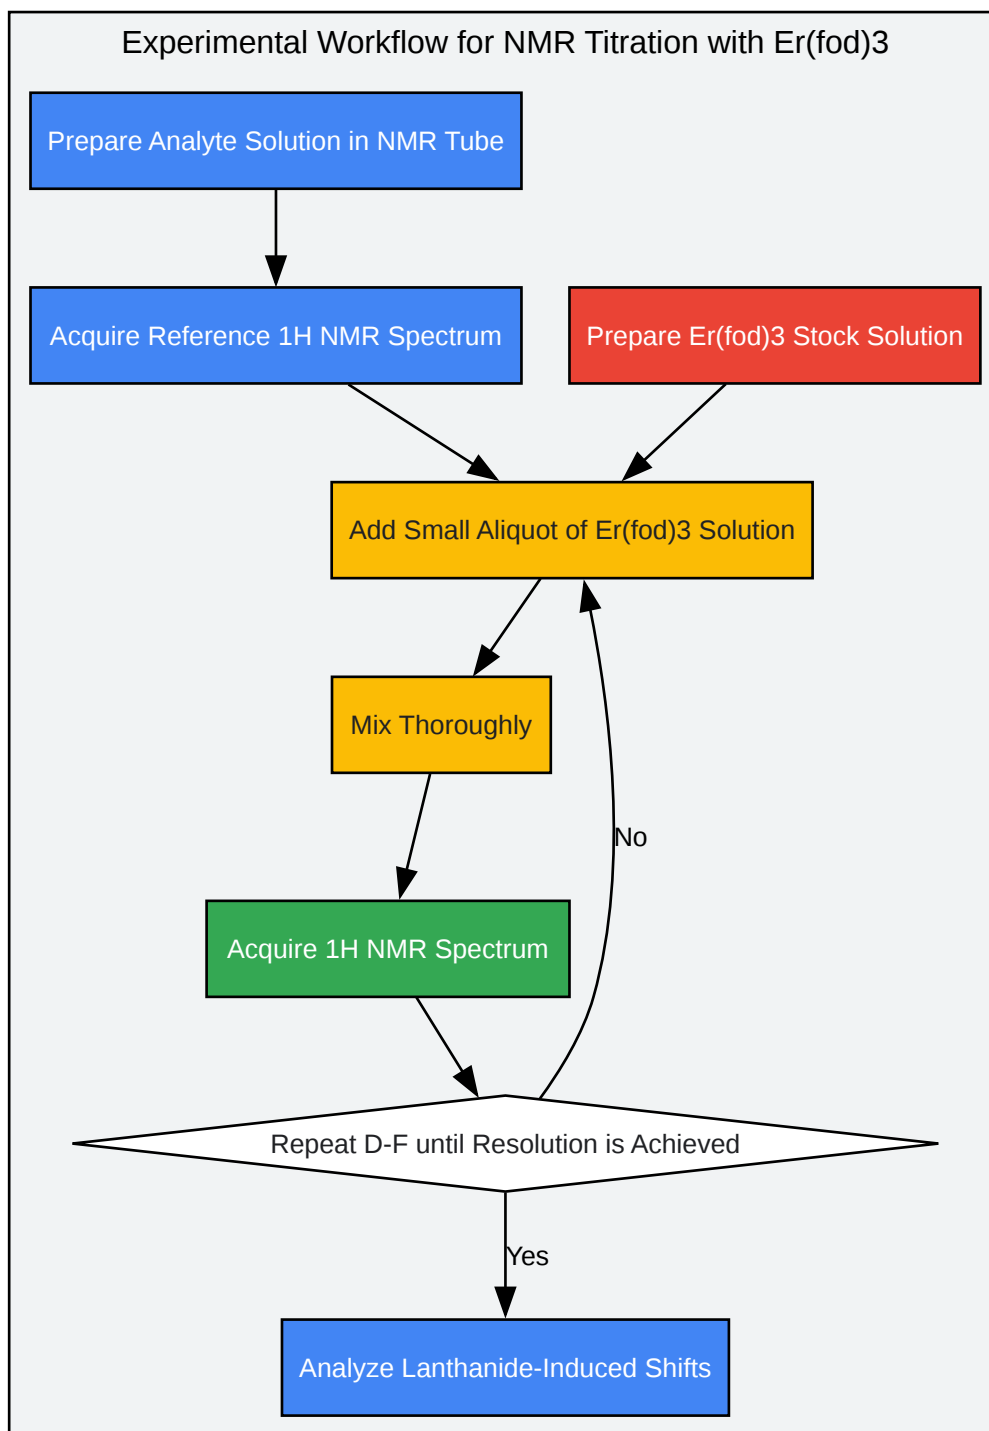 Experimental Workflow for NMR Titration with Er(fod)3
Prepare Analyte Solution in NMR Tube
Acquire Reference 1H NMR Spectrum
Prepare Er(fod)3 Stock Solution
Add Small Aliquot of Er(fod)3 Solution
Mix Thoroughly
No
Acquire 1H NMR Spectrum
Repeat D-F until Resolution is Achieved
Yes
Analyze Lanthanide-Induced Shifts